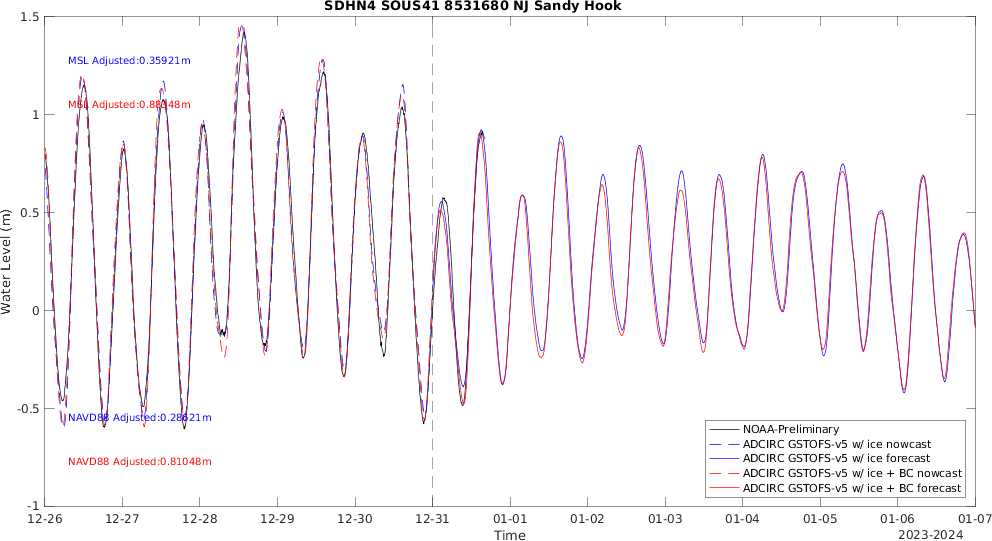 SDHN4 SOUS41 8531680 NJ Sandy Hook
1.5
MSL Adjusted:0.35921m
MSL Adjusted:0.88148m
1
0.5
Water Level (m)
0
-0.5
NAVD88 Adjusted:0.28621m
NAVD88 Adjusted:0.81048m
NOAA-Preliminary
ADCIRC GSTOFS-v5 w/ ice nowcast
ADCIRC GSTOFS-v5 w/ ice forecast
ADCIRC GSTOFS-v5 w/ ice + BC nowcast
ADCIRC GSTOFS-v5 w/ ice + BC forecast
-1
12-26 12-27 12-28 12-29 12-30 12-31 01-01 01-02 01-03 01-04 01-05 01-06 01-07
Time
2023-2024